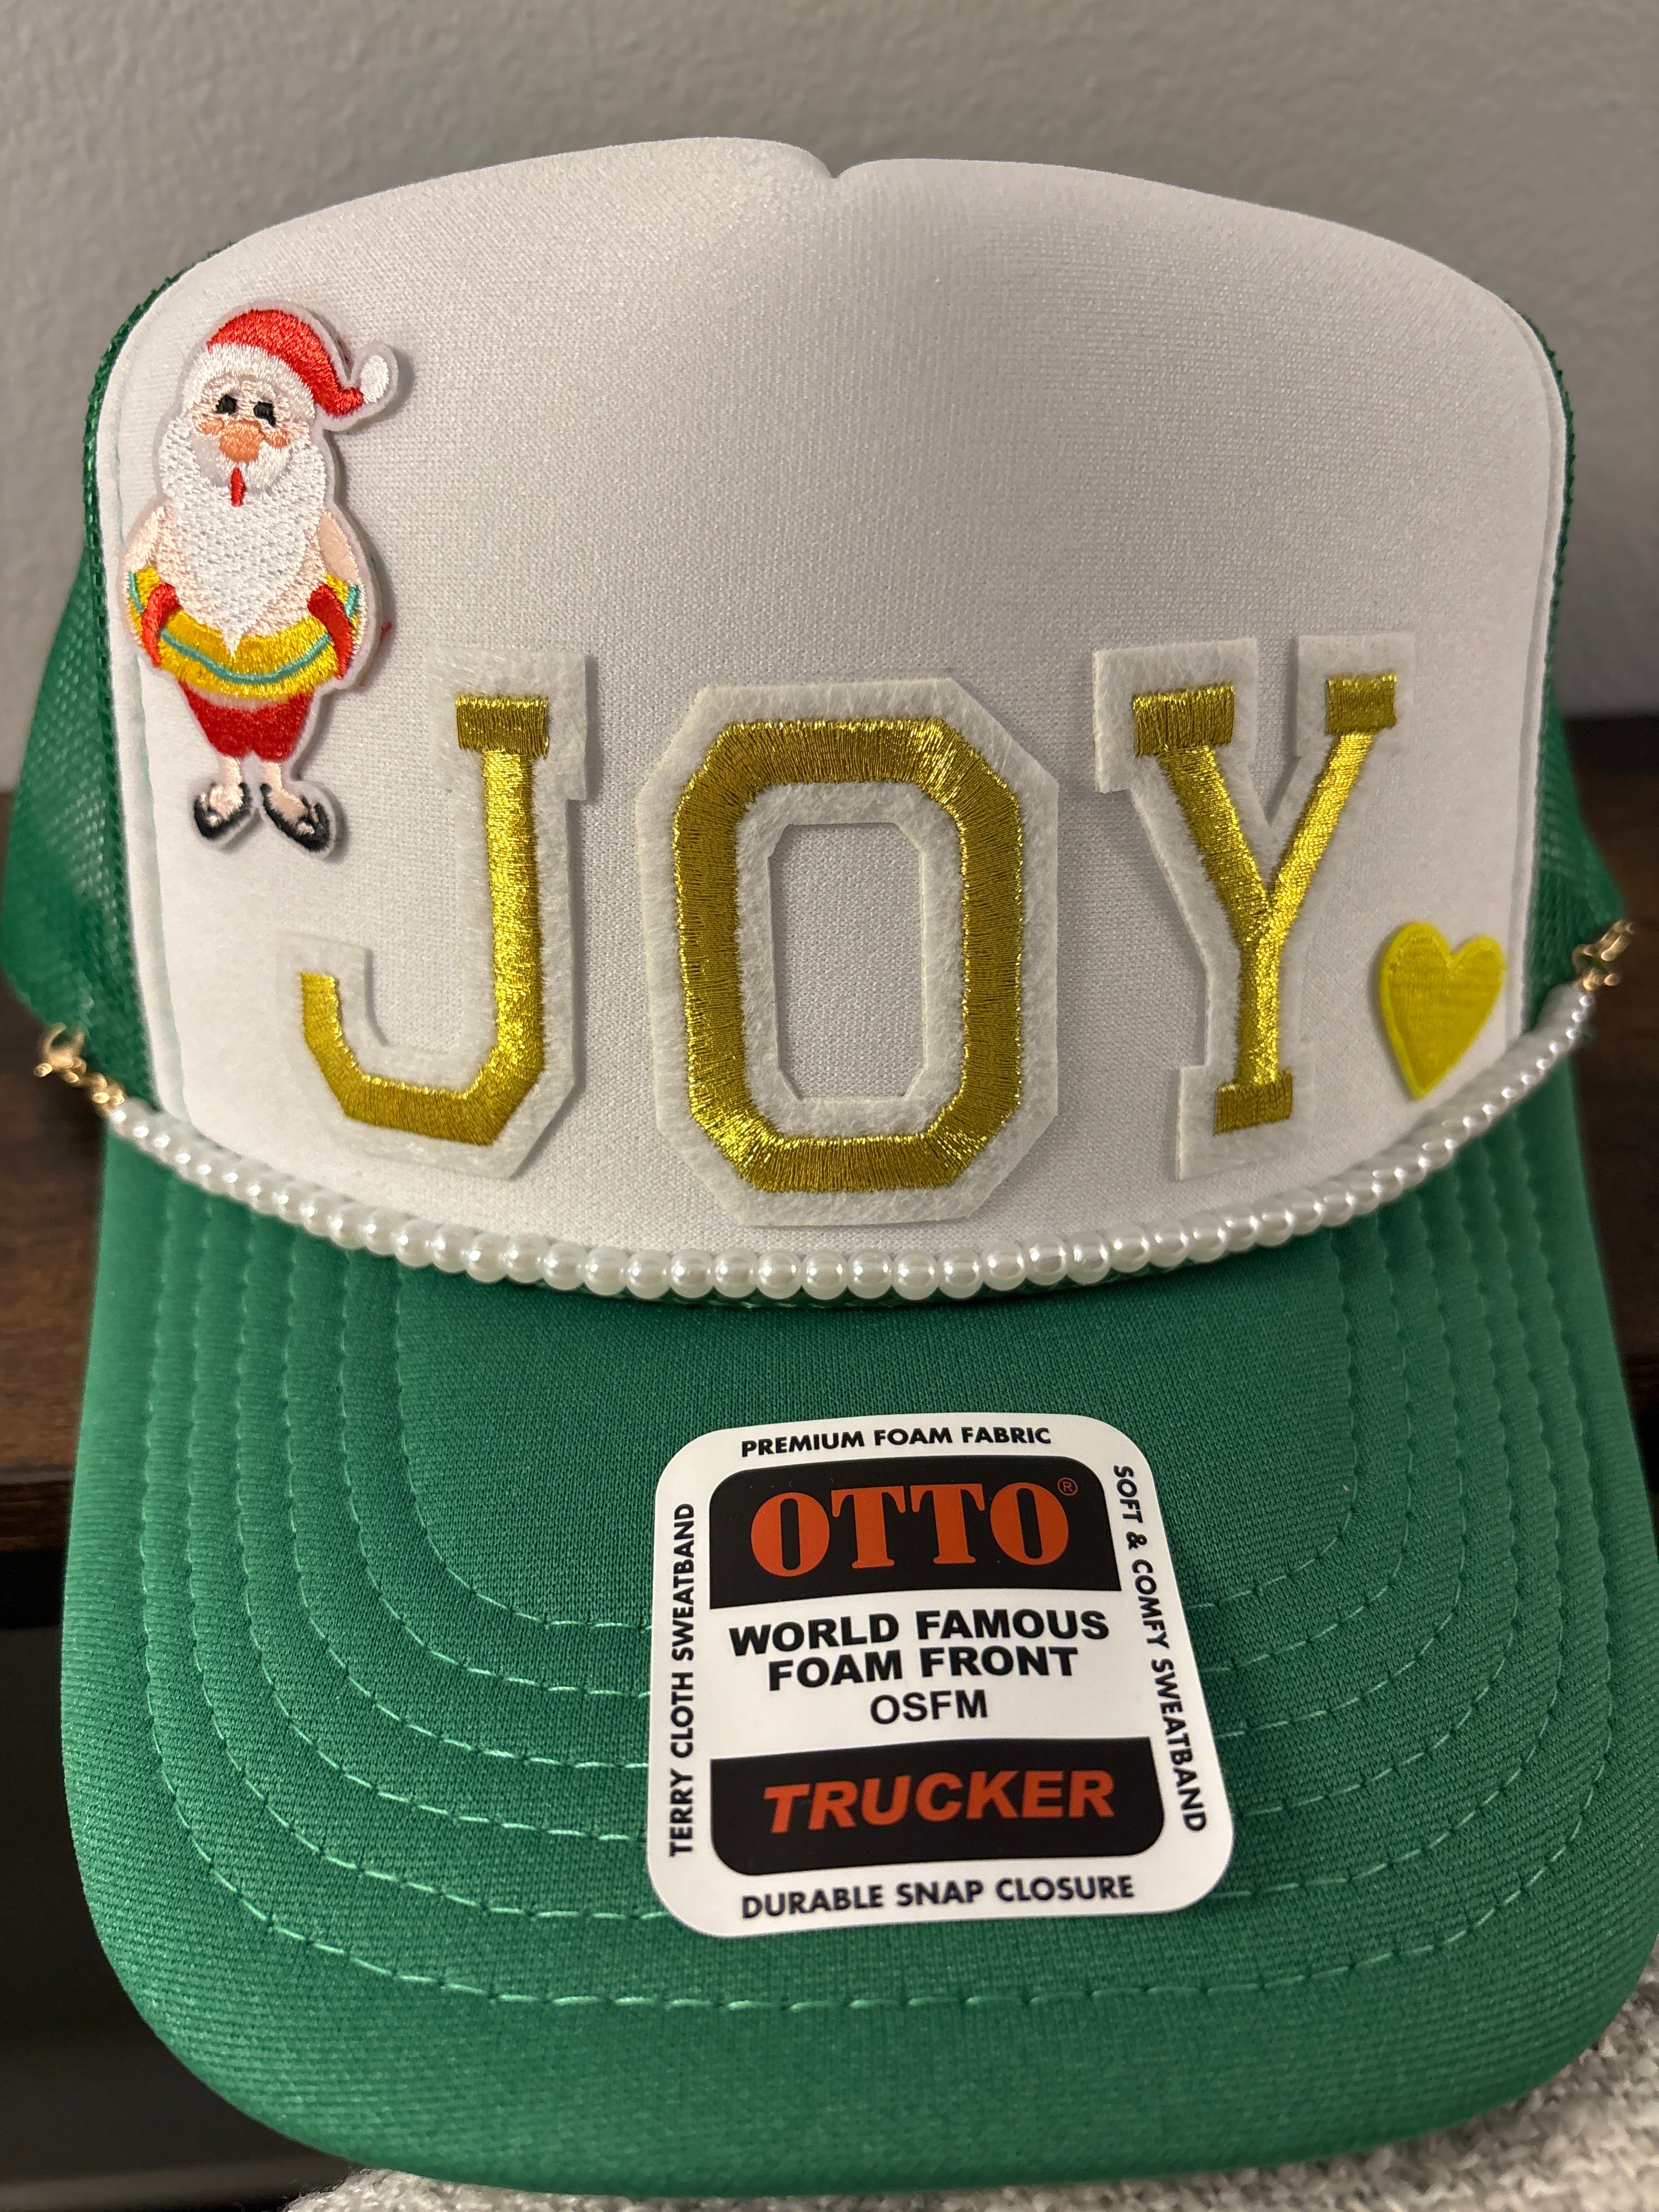 JOY
PREMIUM FOAM FABRIC
OTTO®
WORLD FAMOUS
FOAM FRONT
OSFM
TRUCKER
DURABLE SNAP CLOSURE
TERRY CLOTH SWEATBAND
SOFT & COMFY SWEATBAND